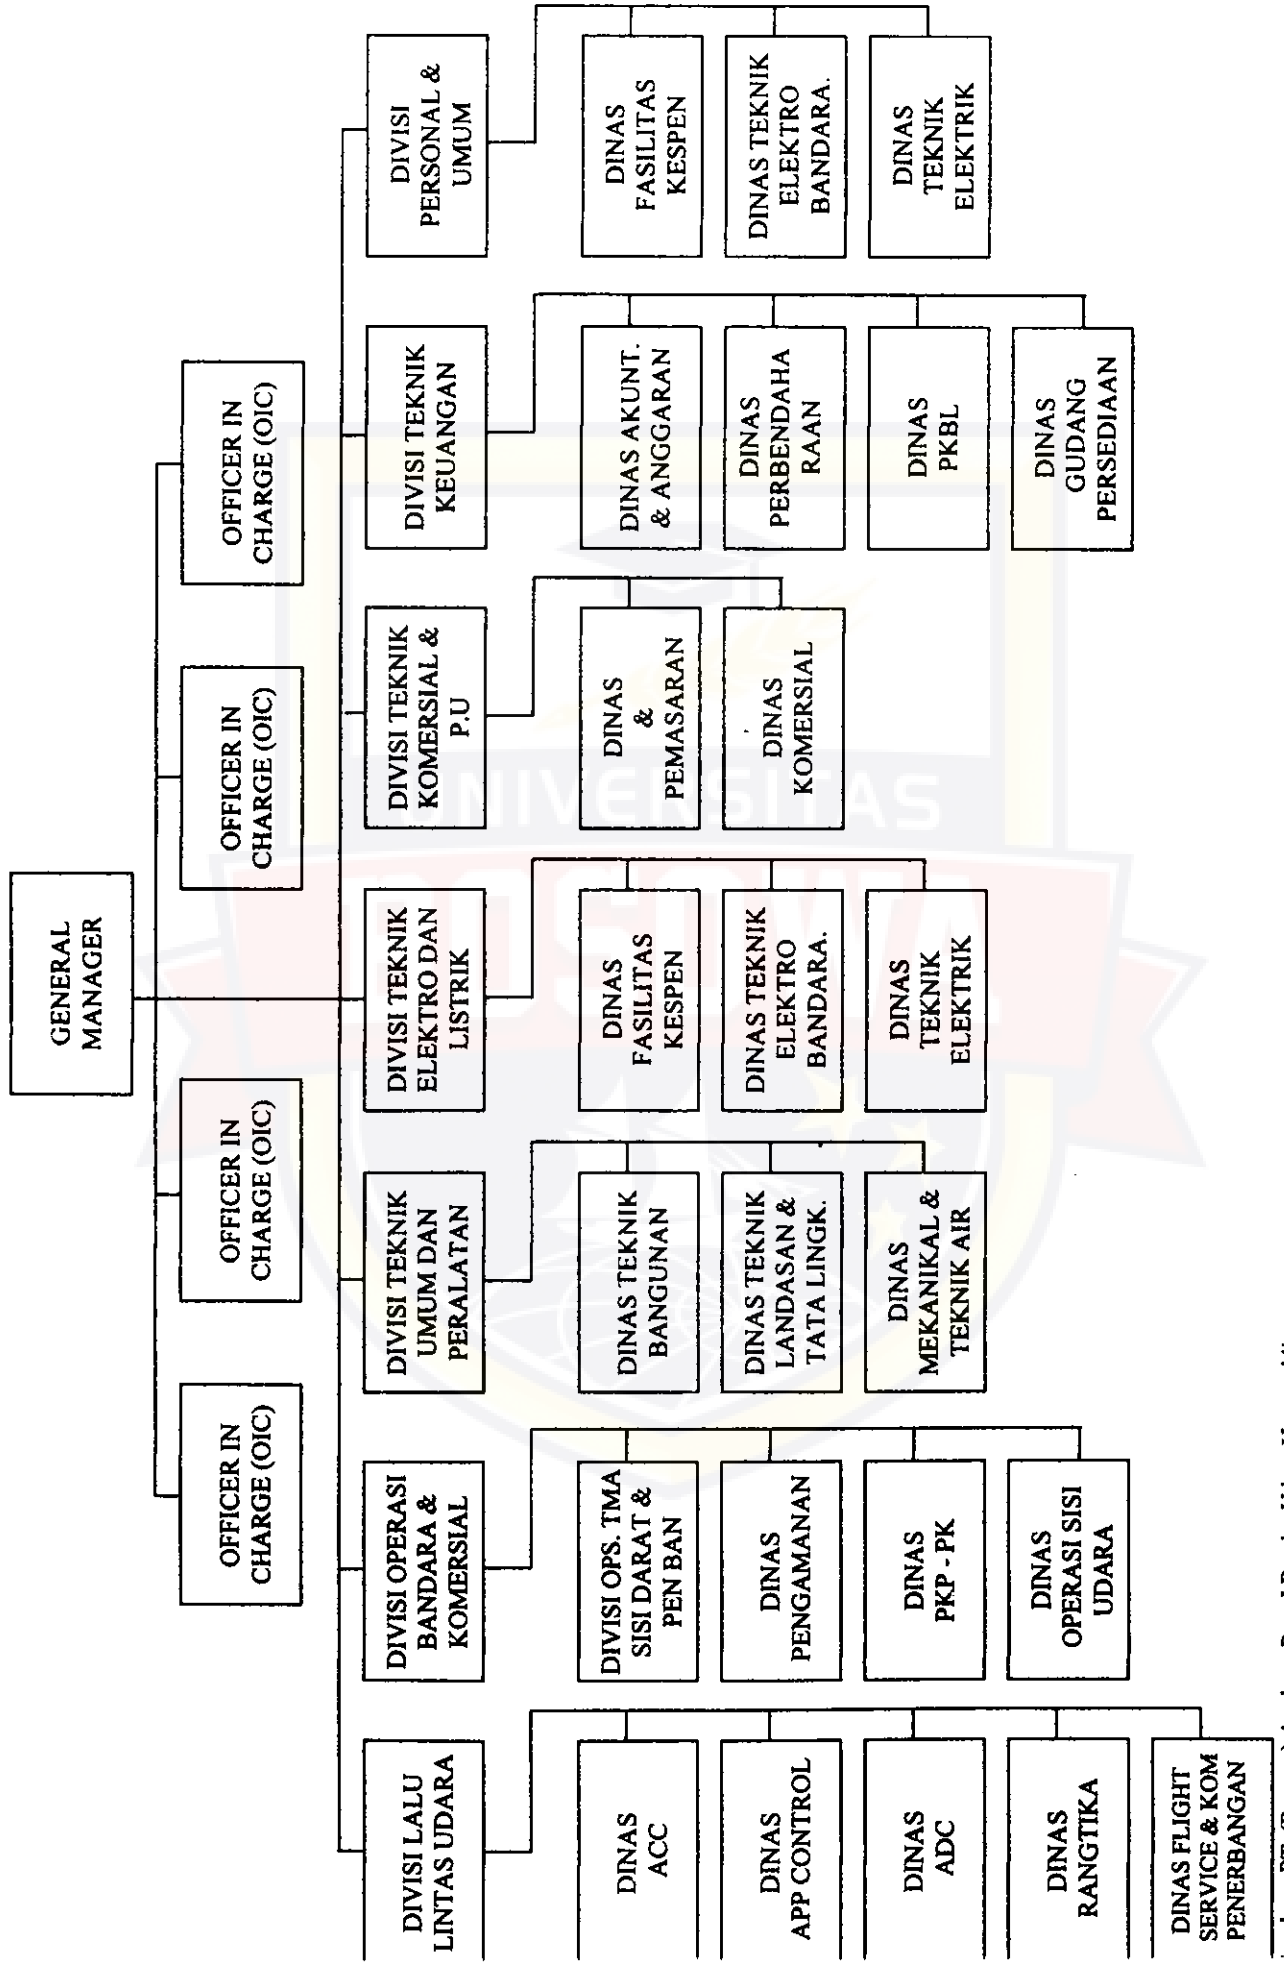 GENERAL
MANAGER
OFFICER IN
CHARGE (OIC)
OFFICER IN
CHARGE (OIC)
OFFICER IN
CHARGE (OIC)
OFFICER IN
CHARGE (OIC)
DIVISI LALU
LINTAS UDARA
DIVISI OPERASI
BANDARA &
KOMERSIAL
DIVISI TEKNIK
UMUM DAN
PERALATAN
DIVISI TEKNIK
ELEKTRO DAN
LISTRIK
DIVISI TEKNIK
KOMERSIAL &
P.U
DIVISI TEKNIK
KEUANGAN
DIVISI
PERSONAL &
UMUM
DINAS
ACC
DINAS
APP CONTROL
DINAS
ADC
DINAS
RANGTIKA
DINAS FLIGHT
SERVICE & KOM
PENERBANGAN
DIVISI OPS. TMA
SISI DARAT &
PEN BAN
DINAS
PENGAMANAN
DINAS
PKP - PK
DINAS
OPERASI SISI
UDARA
DINAS TEKNIK
BANGUNAN
DINAS TEKNIK
LANDASAN &
TATA LINGK.
DINAS
MEKANIKAL &
TEKNIK AIR
DINAS
FASILITAS
KESPEN
DINAS TEKNIK
ELEKTRO
BANDARA.
DINAS
TEKNIK
ELEKTRIK
DINAS
&
PEMASARAN
DINAS
KOMERSIAL
DINAS AKUNT.
& ANGGARAN
DINAS
PERBENDAHA
RAAN
DINAS
PKBL
DINAS
GUDANG
PERSEDIAAN
DINAS
FASILITAS
KESPEN
DINAS TEKNIK
ELEKTRO
BANDARA.
DINAS
TEKNIK
ELEKTRIK
UNIVERSITAS
BOSOWA